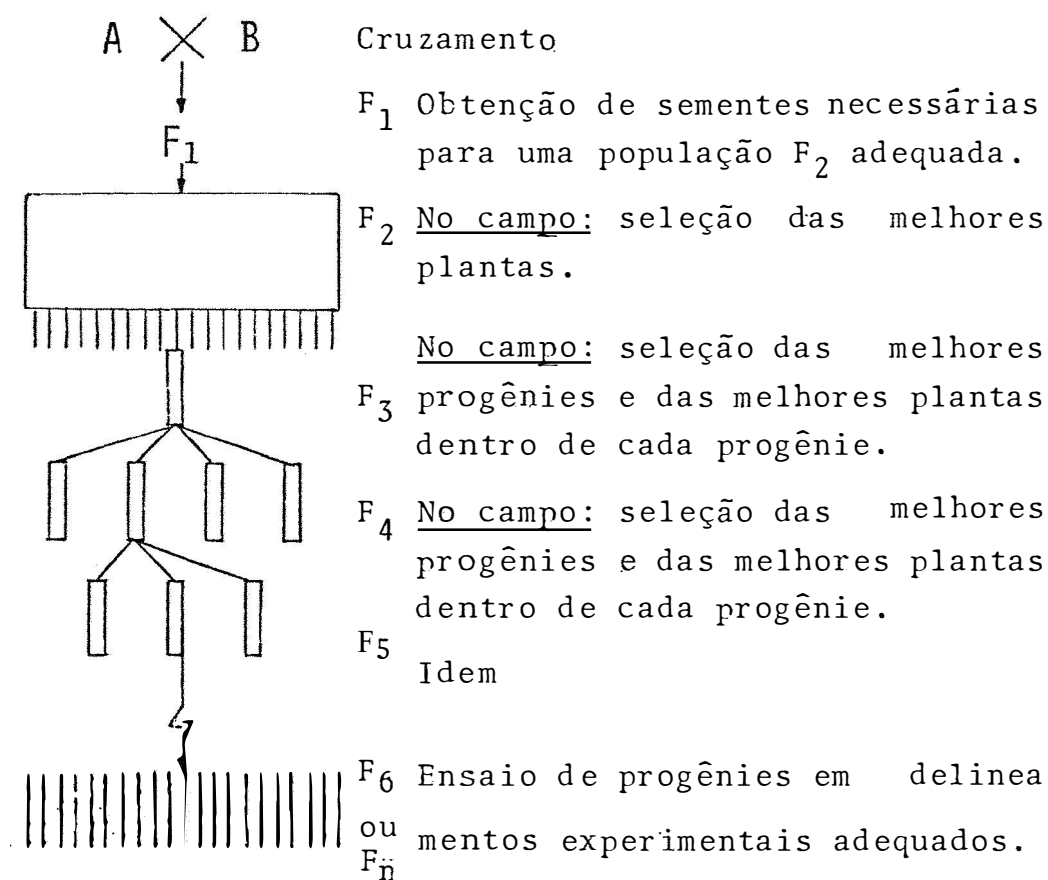 A X B Cruzamento
F1 Obtenção de sementes necessárias
F1 para uma população F2 adequada.
F2 No campo: seleção das melhores
plantas.
No campo: seleção das melhores
F3 progênies e das melhores plantas
dentro de cada progênie.
F4 No campo: seleção das melhores
progênies e das melhores plantas
dentro de cada progênie.
F5
Idem
F6 Ensaio de progênies em delinea
ou mentos experimentais adequados.
Fn